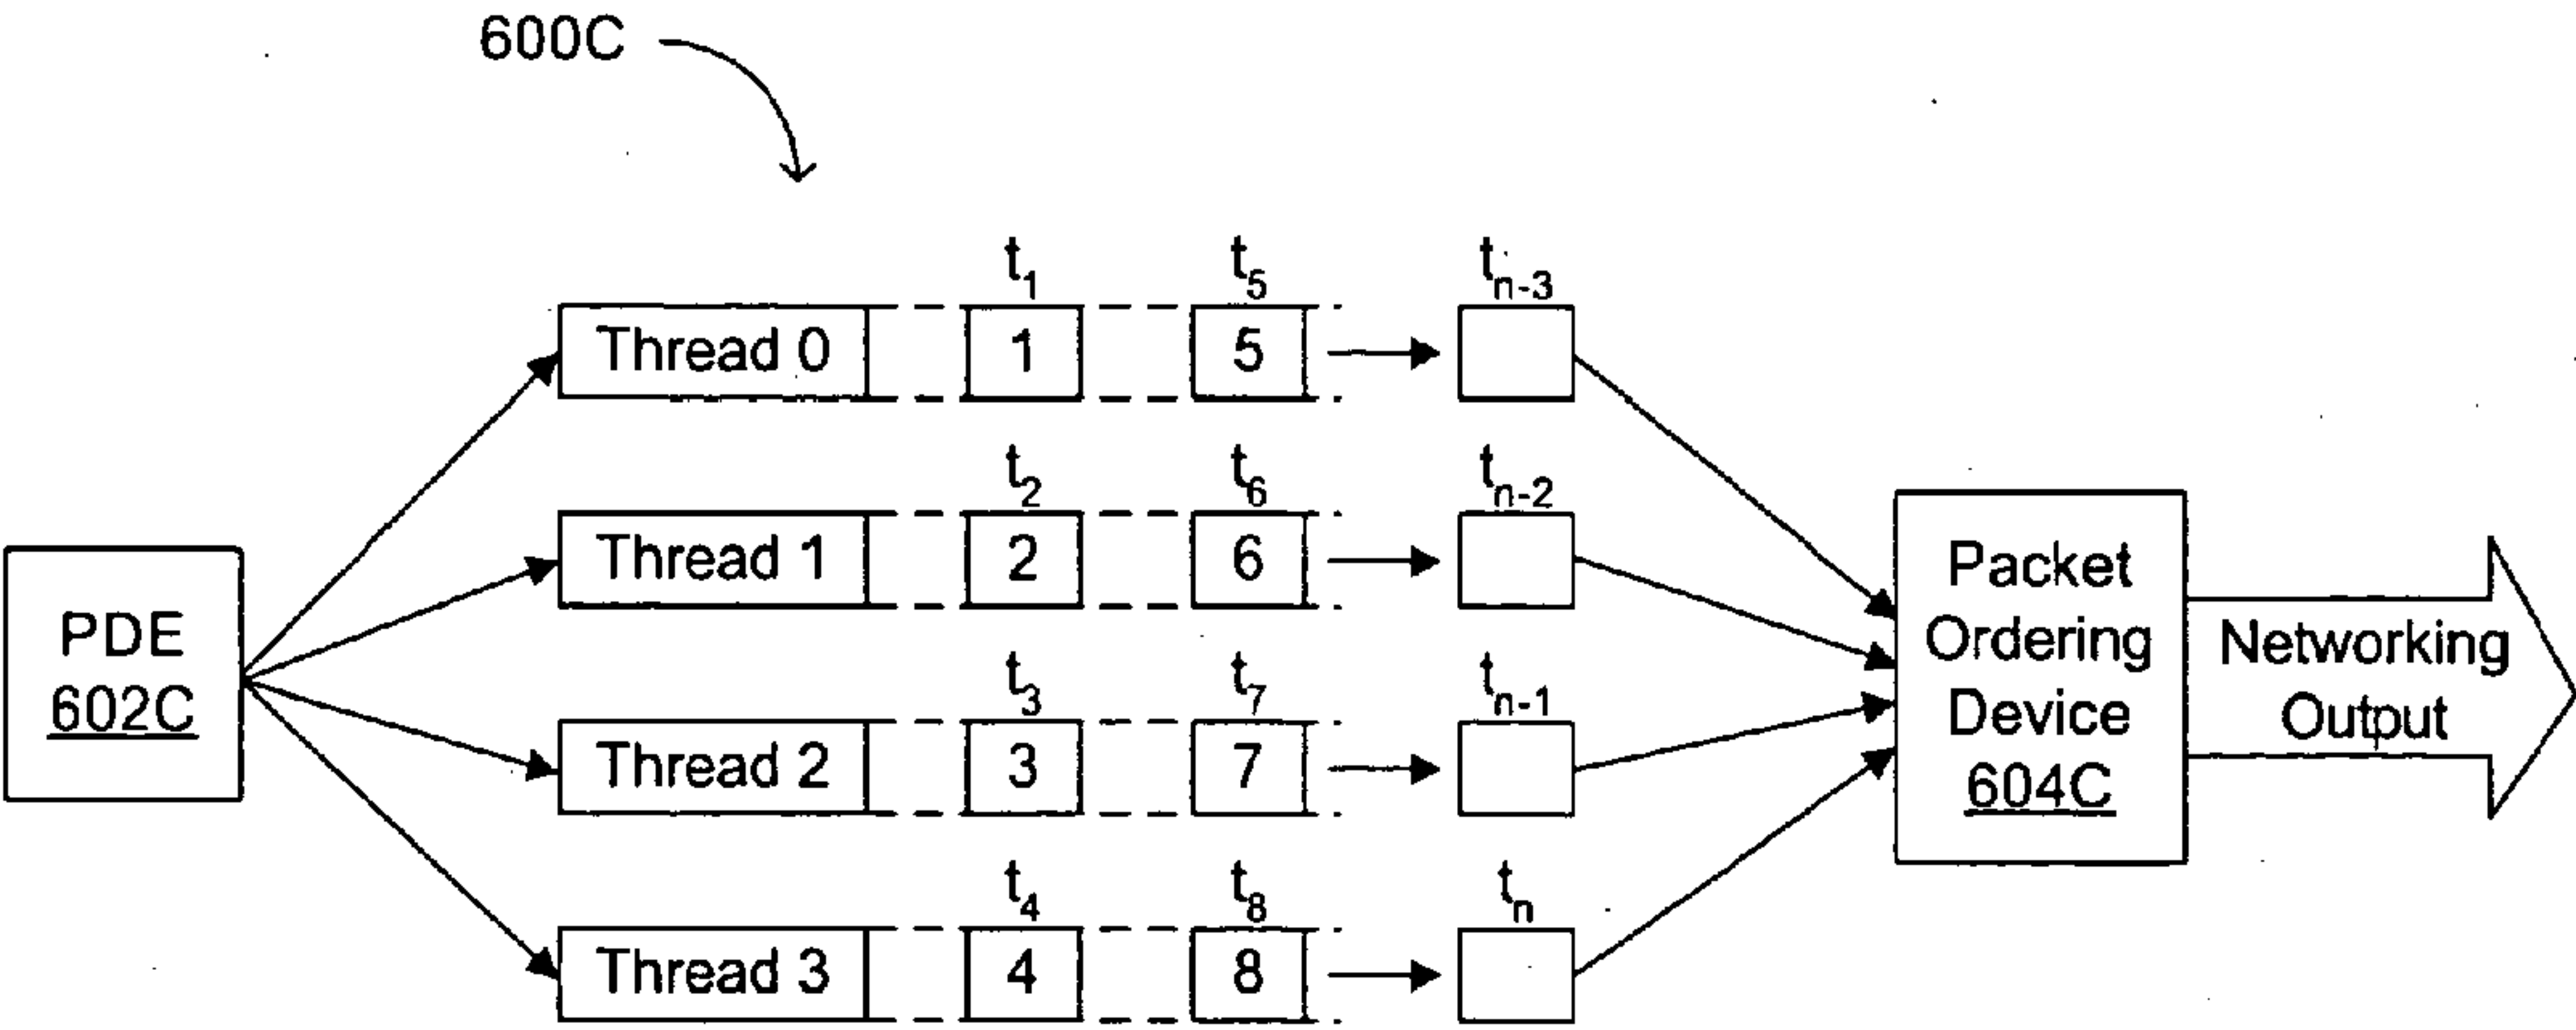 600C
t1 t5 tn-3
Thread 0 1 5
t2 t6 tn-2
Thread 1 2 6
t3 t7 tn-1
Thread 2 3 7
t4 t8 tn
Thread 3 4 8
PDE
602C
Packet
Ordering
Device
604C
Networking
Output